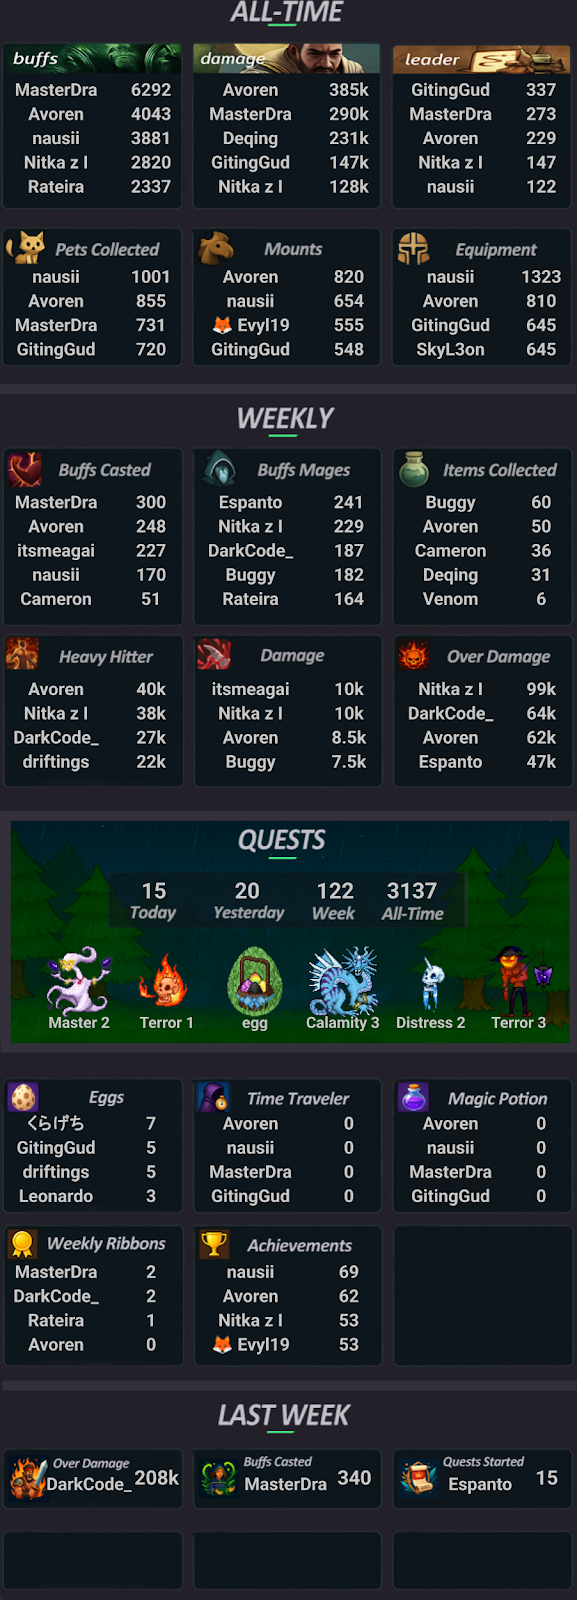 ALL-TIME
buffs
MasterDra 6292
Avoren 4043
nausii 3881
Nitka z l 2820
Rateira 2337
damage
Avoren 385k
MasterDra 290k
Deqing 231k
GitingGud 147k
Nitka z l 128k
leader
GitingGud 337
MasterDra 273
Avoren 229
Nitka z l 147
nausii 122
Pets Collected
nausii 1001
Avoren 855
MasterDra 731
GitingGud 720
Mounts
Avoren 820
nausii 654
🦊 Evyl19 555
GitingGud 548
Equipment
nausii 1323
Avoren 810
GitingGud 645
SkyL3on 645
WEEKLY
Buffs Casted
MasterDra 300
Avoren 248
itsmeagai 227
nausii 170
Cameron 51
Buffs Mages
Espanto 241
Nitka z l 229
DarkCode_ 187
Buggy 182
Rateira 164
Items Collected
Buggy 60
Avoren 50
Cameron 36
Deqing 31
Venom 6
Heavy Hitter
Avoren 40k
Nitka z l 38k
DarkCode_ 27k
driftings 22k
Damage
itsmeagai 10k
Nitka z l 10k
Avoren 8.5k
Buggy 7.5k
Over Damage
Nitka z l 99k
DarkCode_ 64k
Avoren 62k
Espanto 47k
QUESTS
15 20 122 3137
Today Yesterday Week All-Time
Master 2 Terror 1 egg Calamity 3 Distress 2 Terror 3
Eggs
くらげち 7
GitingGud 5
driftings 5
Leonardo 3
Time Traveler
Avoren 0
nausii 0
MasterDra 0
GitingGud 0
Magic Potion
Avoren 0
nausii 0
MasterDra 0
GitingGud 0
Weekly Ribbons
MasterDra 2
DarkCode_ 2
Rateira 1
Avoren 0
Achievements
nausii 69
Avoren 62
Nitka z l 53
🦊 Evyl19 53
LAST WEEK
Over Damage
DarkCode_ 208k
Buffs Casted
MasterDra 340
Quests Started
Espanto 15